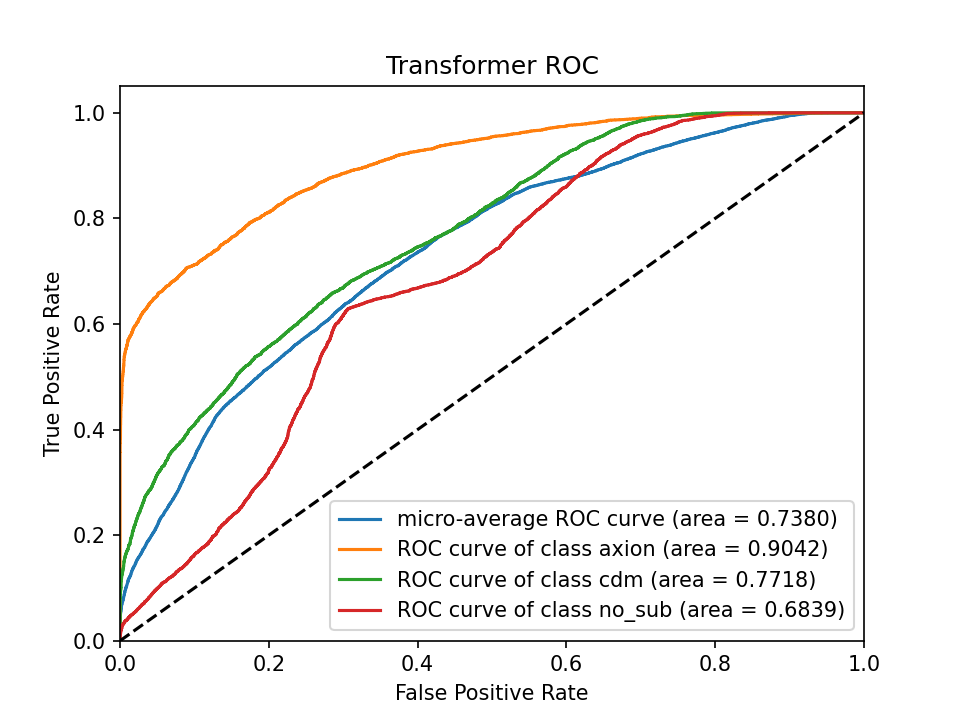 Transformer ROC
True Positive Rate
1.0
0.8
0.6
0.4
0.2
0.0
micro-average ROC curve (area = 0.7380)
ROC curve of class axion (area = 0.9042)
ROC curve of class cdm (area = 0.7718)
ROC curve of class no_sub (area = 0.6839)
0.0 0.2 0.4 0.6 0.8 1.0
False Positive Rate